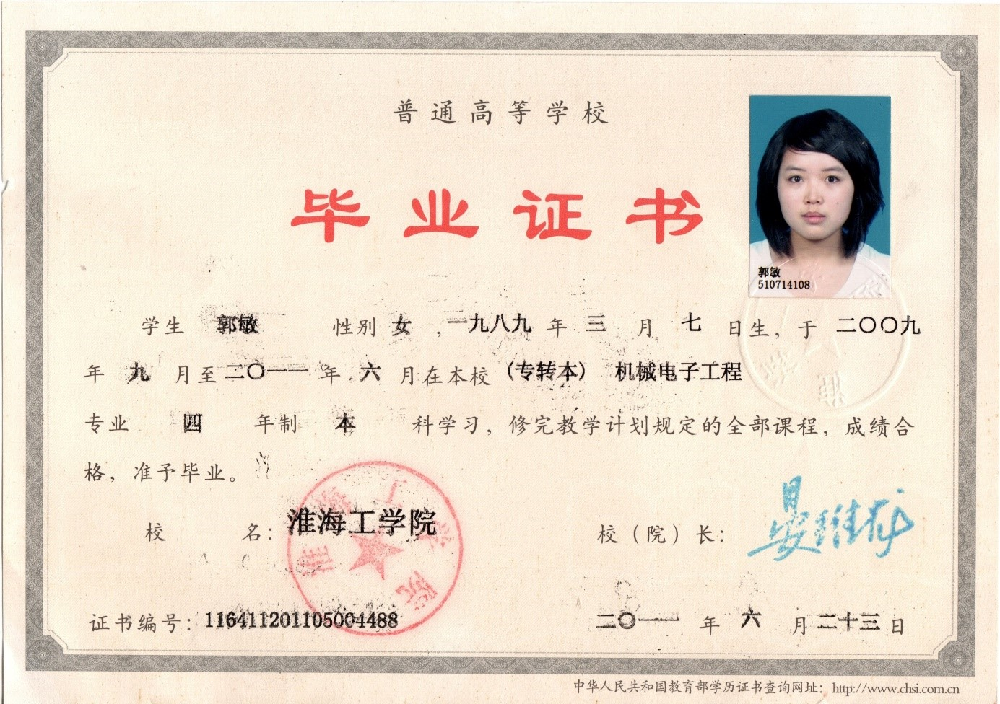 普通高等学校
毕业证书
郭敏
510714108
学生 郭敏 性别 女 ,一九八九 年 三 月 七 日生，于 二〇〇九
年 九 月至 二〇一一 年 六 月在本校 (专转本) 机械电子工程
专业 四 年制 本 科学习，修完教学计划规定的全部课程，成绩合
格，准予毕业。
校 名：淮海工学院
淮海工学院
校（院）长：晏维龙
证书编号：116411201105004488
二〇一一 年 六 月 二十三 日
中华人民共和国教育部学历证书查询网址：http://www.chsi.com.cn